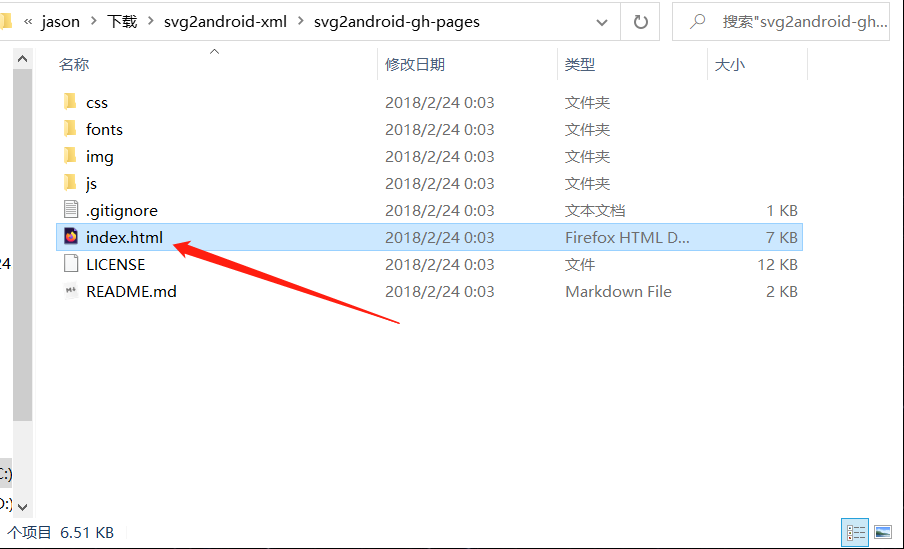 « jason > 下载 > svg2android-xml > svg2android-gh-pages
搜索"svg2android-gh...
名称 修改日期 类型 大小
css 2018/2/24 0:03 文件夹
fonts 2018/2/24 0:03 文件夹
img 2018/2/24 0:03 文件夹
js 2018/2/24 0:03 文件夹
.gitignore 2018/2/24 0:03 文本文档 1 KB
index.html 2018/2/24 0:03 Firefox HTML D... 7 KB
24
LICENSE 2018/2/24 0:03 文件 12 KB
README.md 2018/2/24 0:03 Markdown File 2 KB
C:)
D:)
个项目 6.51 KB